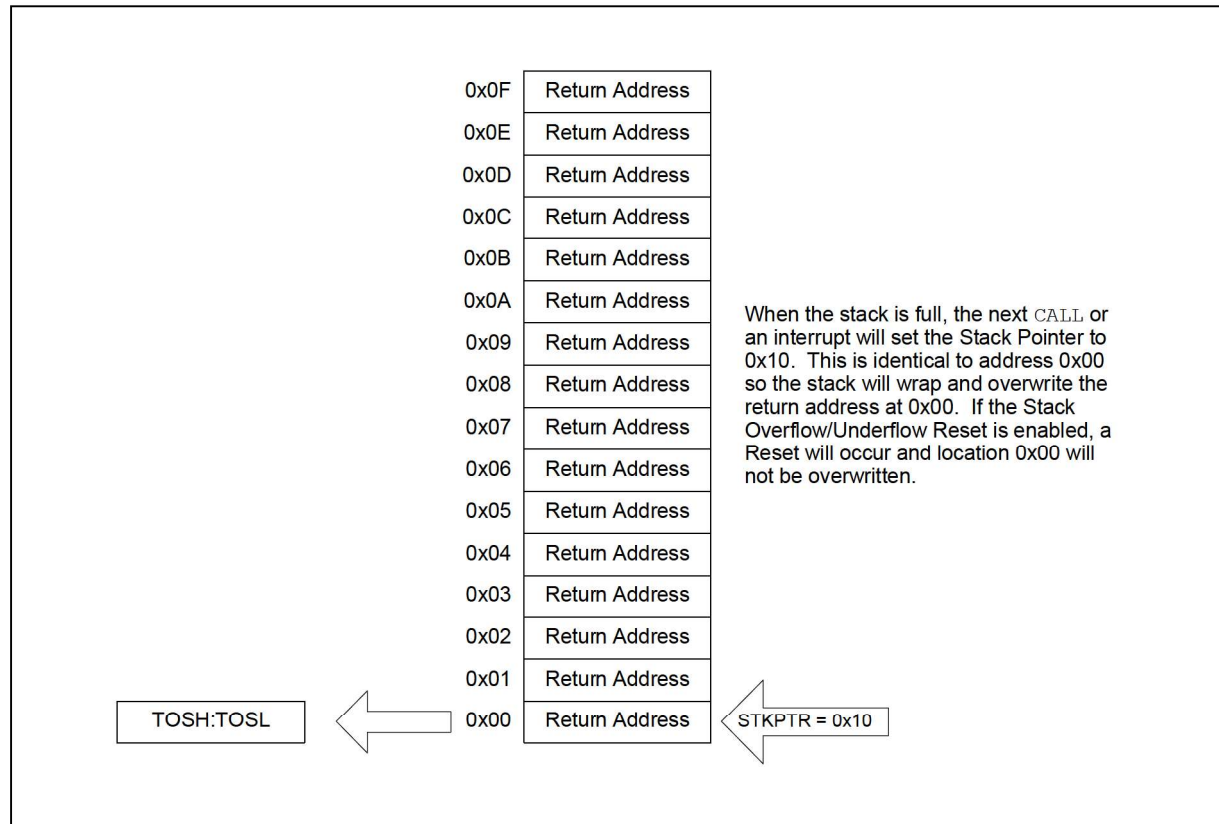 0x0F Return Address
0x0E Return Address
0x0D Return Address
0x0C Return Address
0x0B Return Address
0x0A Return Address
0x09 Return Address
0x08 Return Address
0x07 Return Address
0x06 Return Address
0x05 Return Address
0x04 Return Address
0x03 Return Address
0x02 Return Address
0x01 Return Address
TOSH:TOSL 0x00 Return Address STKPTR = 0x10
When the stack is full, the next CALL or
an interrupt will set the Stack Pointer to
0x10. This is identical to address 0x00
so the stack will wrap and overwrite the
return address at 0x00. If the Stack
Overflow/Underflow Reset is enabled, a
Reset will occur and location 0x00 will
not be overwritten.